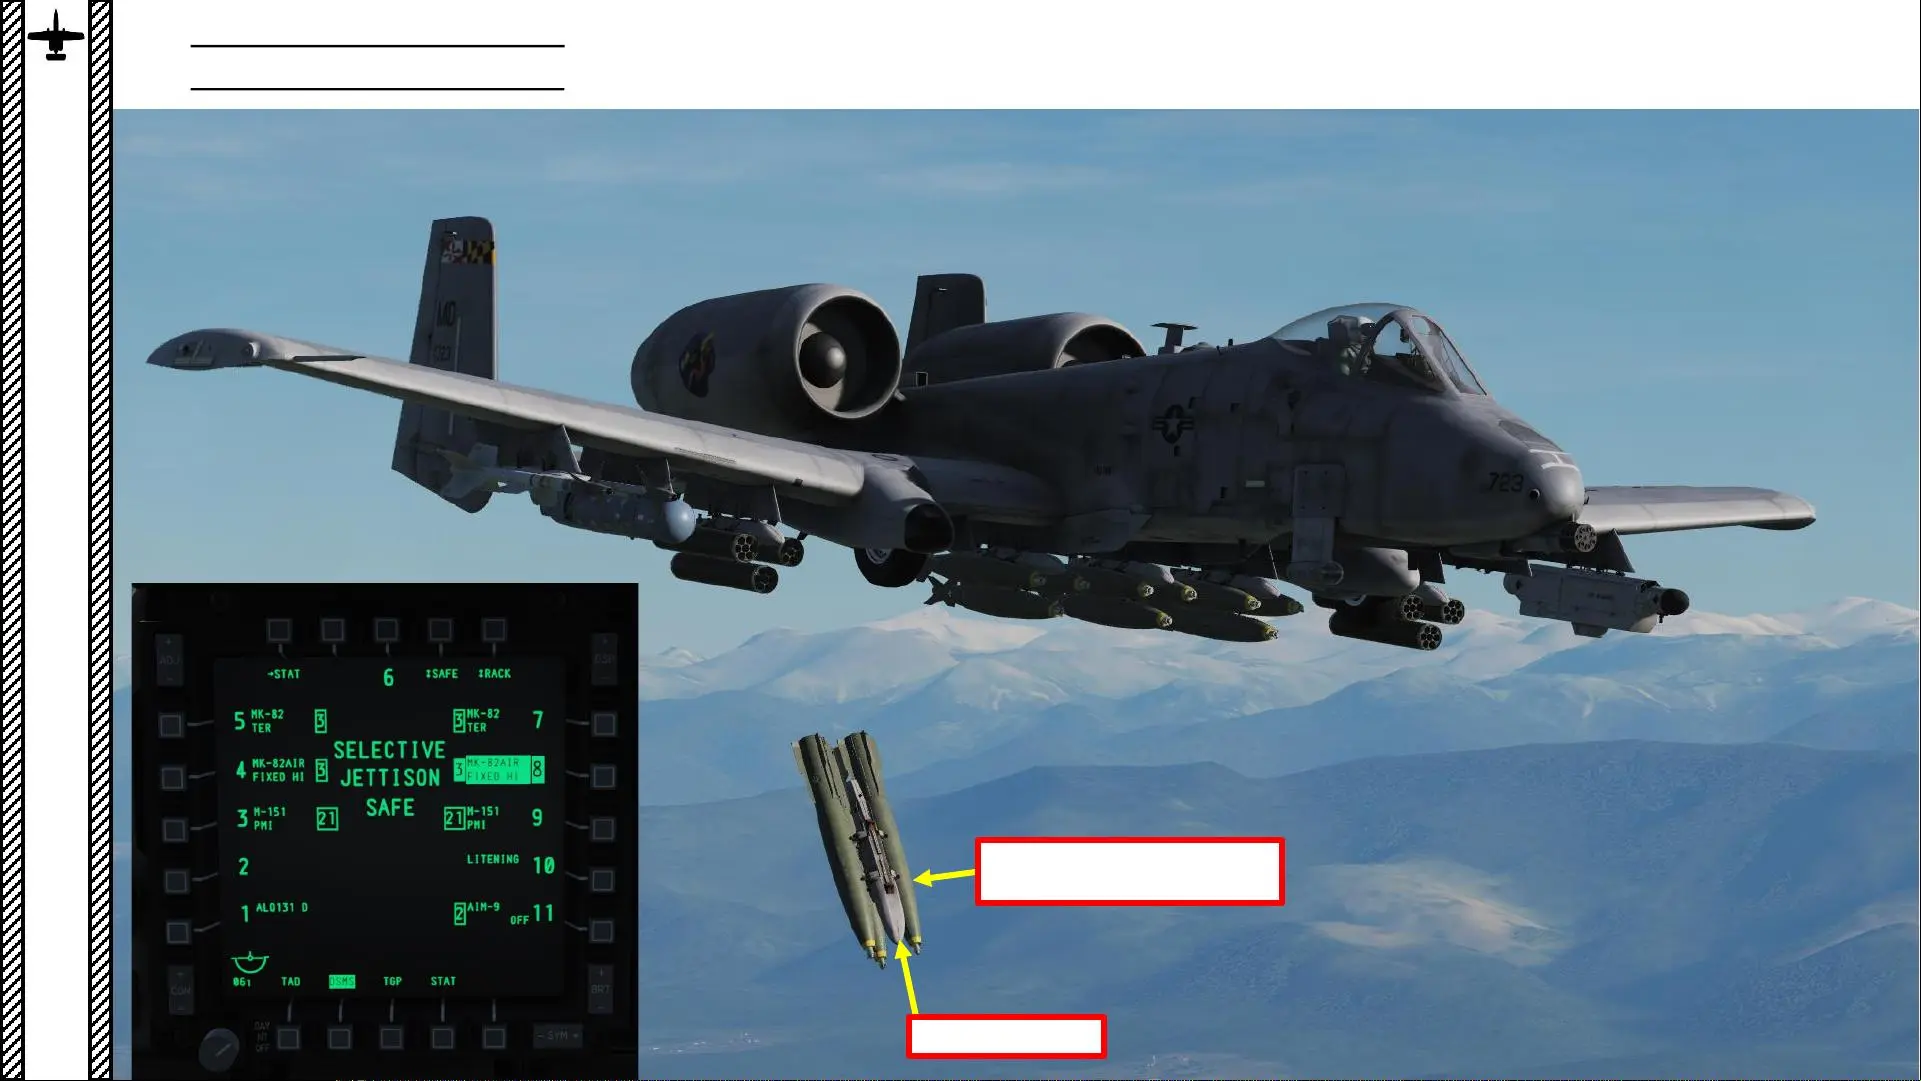 MD
723
ADJ
DSP
→STAT
6
↕SAFE
↕RACK
5 MK-82 TER 3
3 MK-82 TER 7
SELECTIVE
JETTISON
SAFE
4 MK-82AIR FIXED HI 3
3 MK-82AIR FIXED HI 8
3 M-151 PMI 21
21 M-151 PMI 9
2
LITENING 10
1 ALQ131 D
2 AIM-9 OFF 11
TAD
DSMS
TGP
STAT
CON
BRT
DAY
NT
OFF
SYM